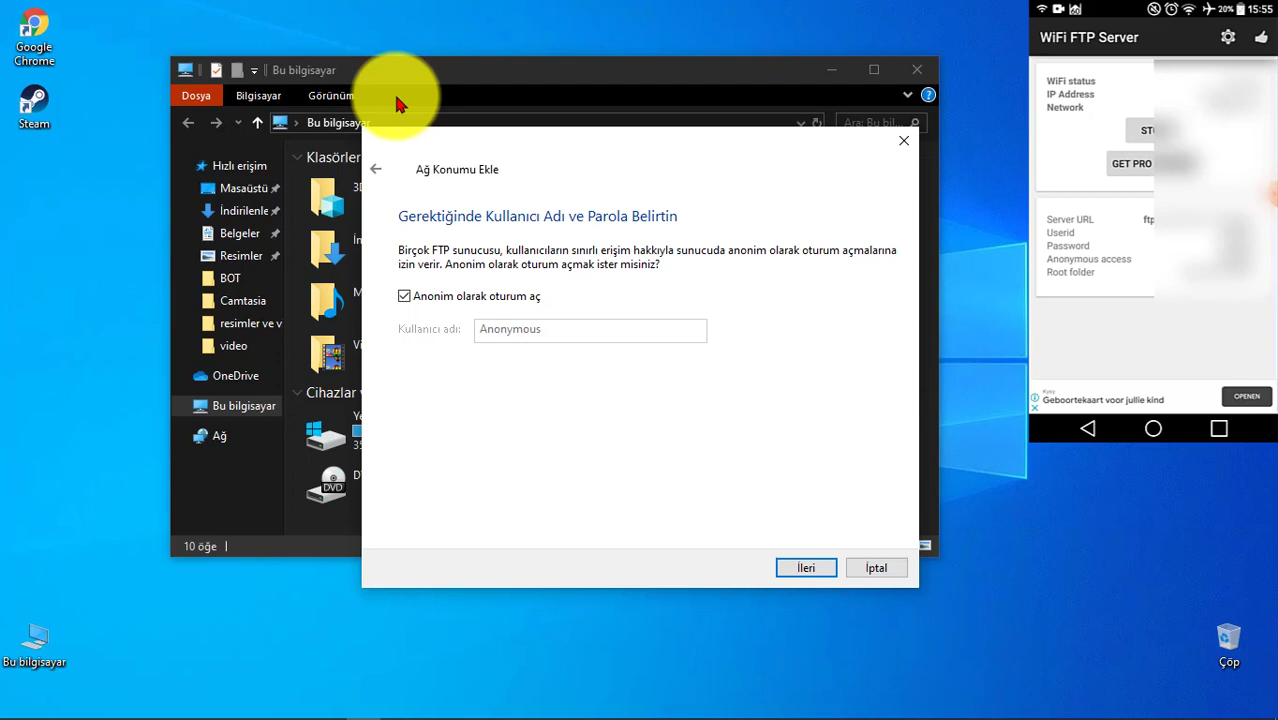 Google
Chrome
Steam
Bu bilgisayar
Çöp
Bu bilgisayar
Dosya
Bilgisayar
Görünüm
Bu bilgisayar
Ara: Bu bil...
Hızlı erişim
Masaüstü
İndirilenle
Belgeler
Resimler
BOT
Camtasia
resimler ve v
video
OneDrive
Bu bilgisayar
Ağ
Klasörler
3D
Cihazlar
DVD
10 öğe
Ağ Konumu Ekle
Gerektiğinde Kullanıcı Adı ve Parola Belirtin
Birçok FTP sunucusu, kullanıcıların sınırlı erişim hakkıyla sunucuda anonim olarak oturum açmalarına
izin verir. Anonim olarak oturum açmak ister misiniz?
Anonim olarak oturum aç
Kullanıcı adı: Anonymous
İleri
İptal
20% 15:55
WiFi FTP Server
WiFi status
IP Address
Network
GET PRO
Server URL ftp
Userid
Password
Anonymous access
Root folder
Geboortekaart voor jullie kind
OPENEN